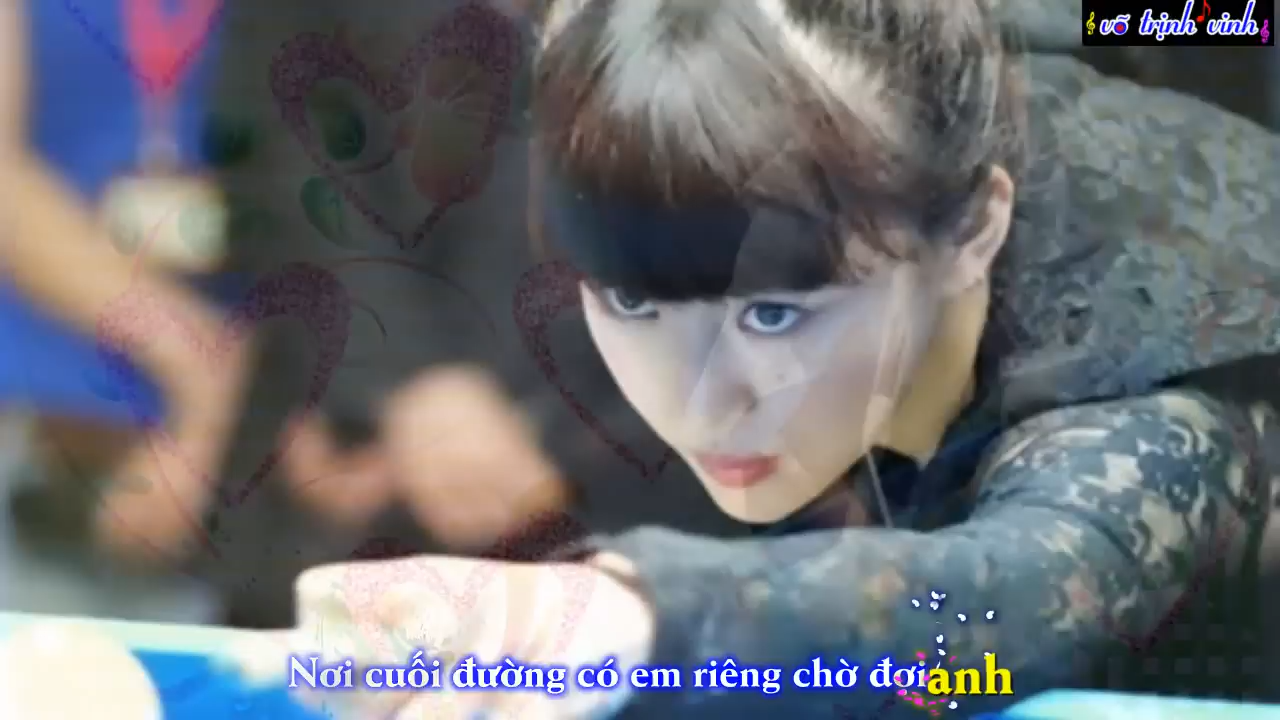 võ trịnh vinh
Nơi cuối đường có em riêng chờ đợi anh